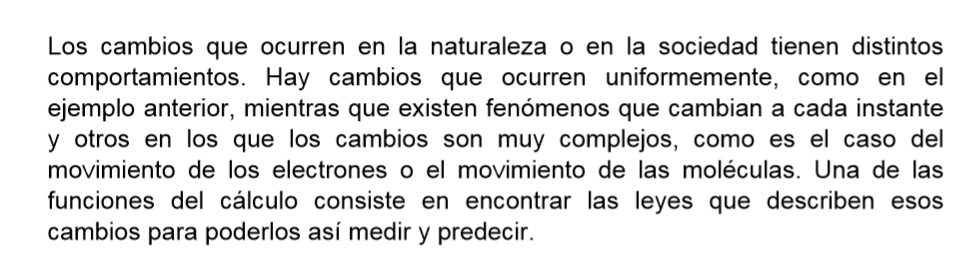 Los cambios que ocurren en la naturaleza o en la sociedad tienen distintos
comportamientos. Hay cambios que ocurren uniformemente, como en el
ejemplo anterior, mientras que existen fenómenos que cambian a cada instante
y otros en los que los cambios son muy complejos, como es el caso del
movimiento de los electrones o el movimiento de las moléculas. Una de las
funciones del cálculo consiste en encontrar las leyes que describen esos
cambios para poderlos así medir y predecir.